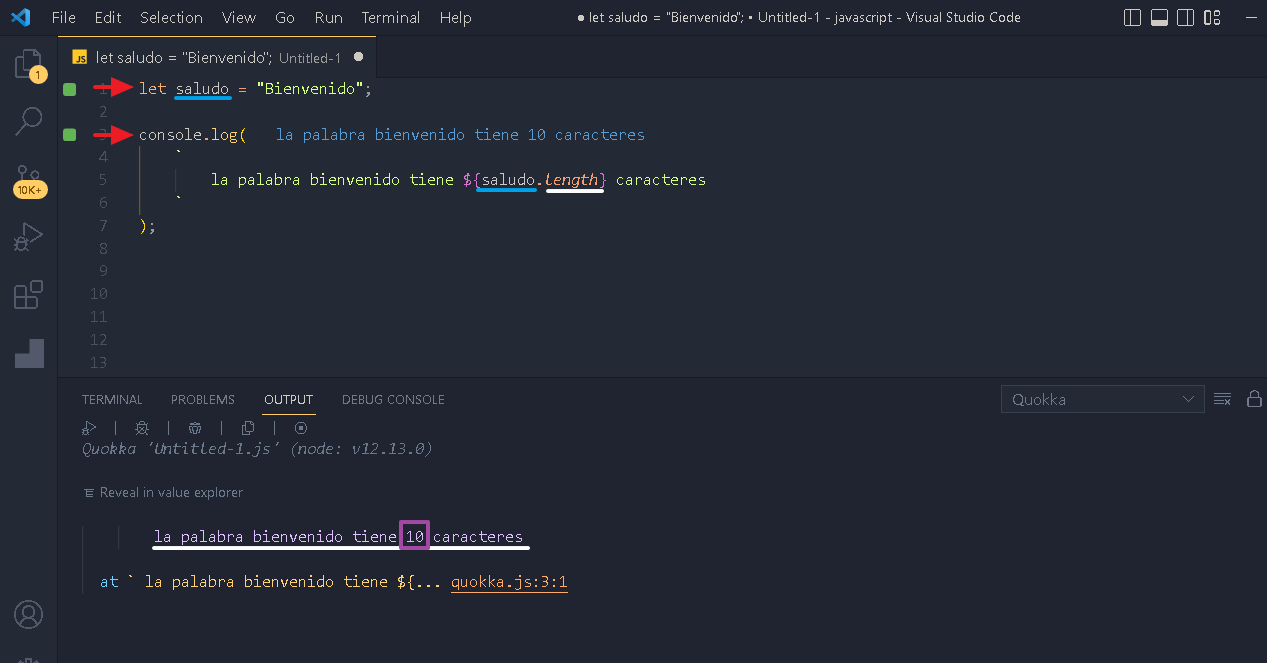 File Edit Selection View Go Run Terminal Help ● let saludo = "Bienvenido"; • Untitled-1 - javascript - Visual Studio Code
JS let saludo = "Bienvenido"; Untitled-1 ●
1
10K+
1 let saludo = "Bienvenido";
2
3 console.log( la palabra bienvenido tiene 10 caracteres
4 `
5 la palabra bienvenido tiene ${saludo.length} caracteres
6 `
7 );
8
9
10
11
12
13
TERMINAL PROBLEMS OUTPUT DEBUG CONSOLE Quokka
Quokka 'Untitled-1.js' (node: v12.13.0)
Reveal in value explorer
la palabra bienvenido tiene 10 caracteres
at ` la palabra bienvenido tiene ${... quokka.js:3:1